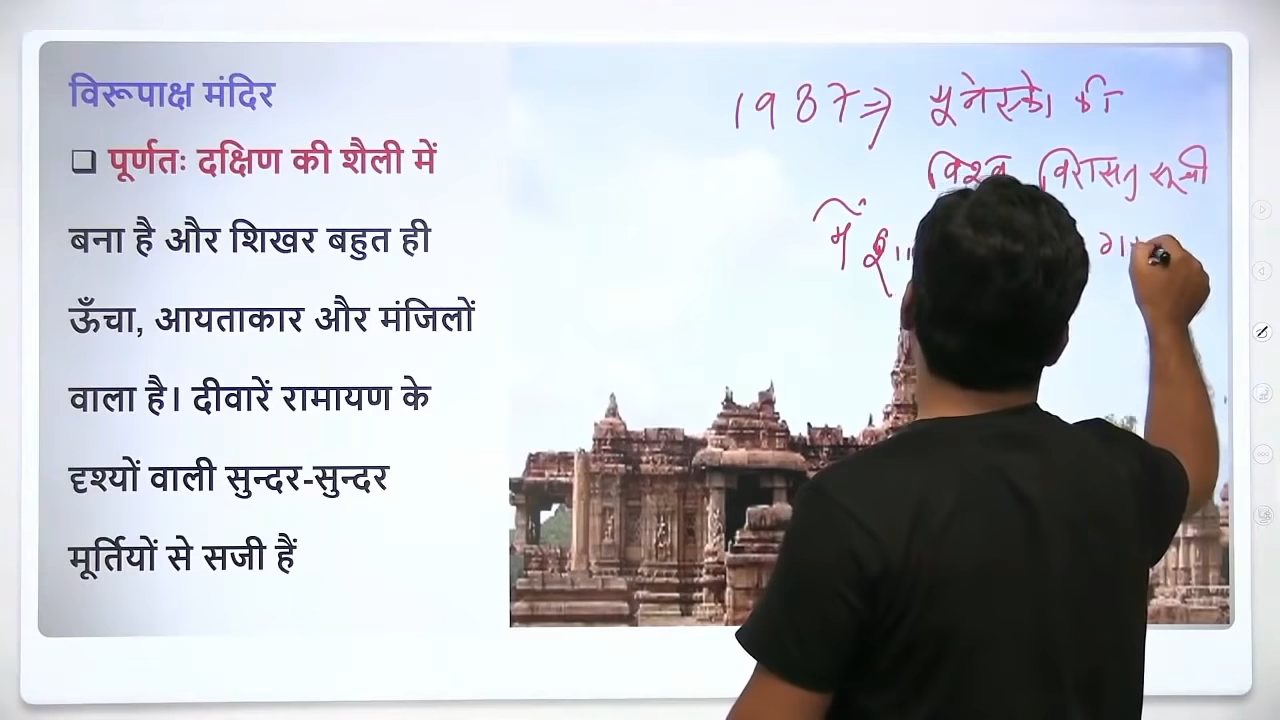 विरूपाक्ष मंदिर
❑ पूर्णतः दक्षिण की शैली में
बना है और शिखर बहुत ही
ऊँचा, आयताकार और मंजिलों
वाला है। दीवारें रामायण के
दृश्यों वाली सुन्दर-सुन्दर
मूर्तियों से सजी हैं
1987 ⇒ यूनेस्को की
विश्व विरासत सूची
में